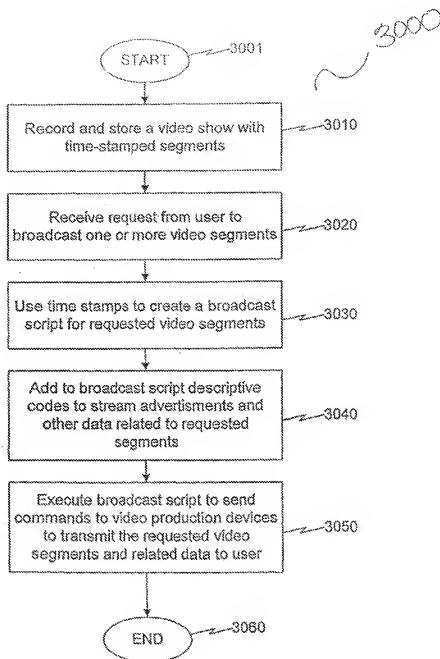 3000
START
3001
Record and store a video show with
time-stamped segments
3010
Receive request from user to
broadcast one or more video segments
3020
Use time stamps to create a broadcast
script for requested video segments
3030
Add to broadcast script descriptive
codes to stream advertisments and
other data related to requested
segments
3040
Execute broadcast script to send
commands to video production devices
to transmit the requested video
segments and related data to user
3050
END
3060